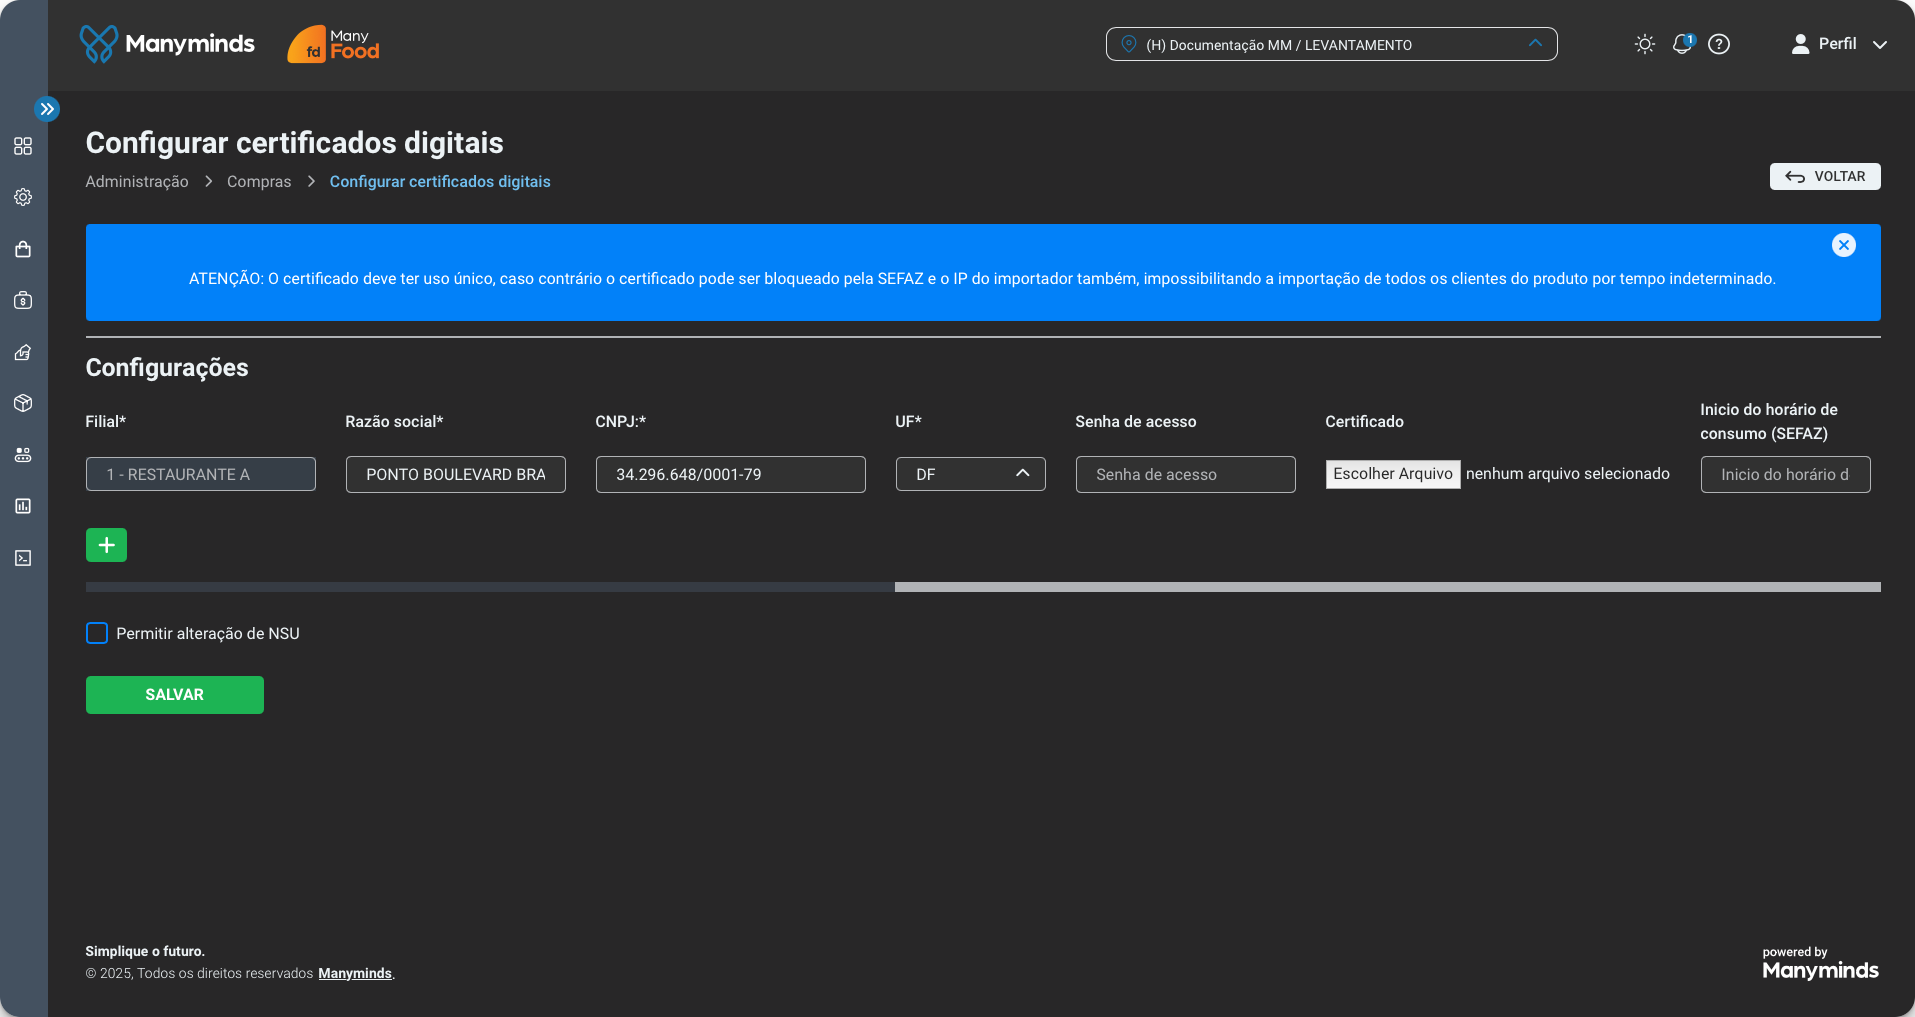 Manyminds
fd Many Food
(H) Documentação MM / LEVANTAMENTO
1
Perfil
Configurar certificados digitais
Administração > Compras > Configurar certificados digitais
VOLTAR
ATENÇÃO: O certificado deve ter uso único, caso contrário o certificado pode ser bloqueado pela SEFAZ e o IP do importador também, impossibilitando a importação de todos os clientes do produto por tempo indeterminado.
Configurações
Filial*
Razão social*
CNPJ:*
UF*
Senha de acesso
Certificado
Inicio do horário de
consumo (SEFAZ)
1 - RESTAURANTE A
PONTO BOULEVARD BRA
34.296.648/0001-79
DF
Senha de acesso
Escolher Arquivo nenhum arquivo selecionado
Inicio do horário d
Permitir alteração de NSU
SALVAR
Simplique o futuro.
© 2025, Todos os direitos reservados Manyminds.
powered by
Manyminds